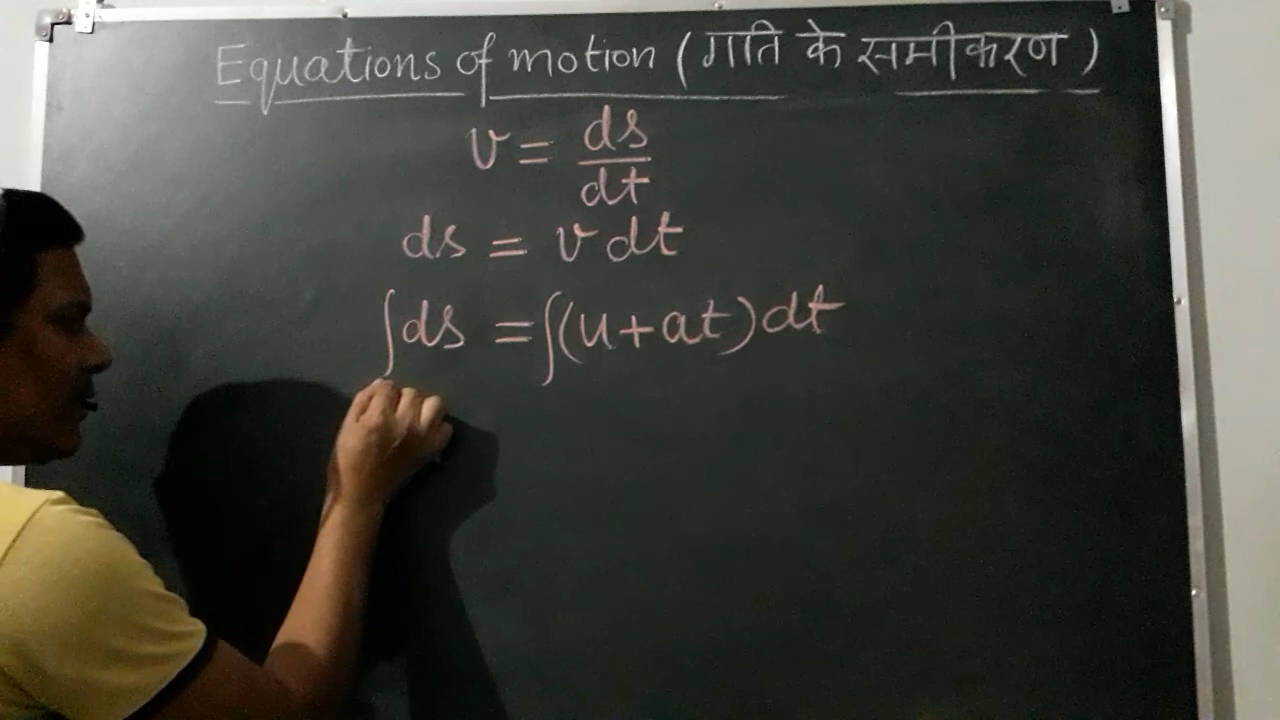 Equations of motion (गति के समीकरण)
v = ds/dt
ds = v dt
∫ds = ∫(u+at)dt